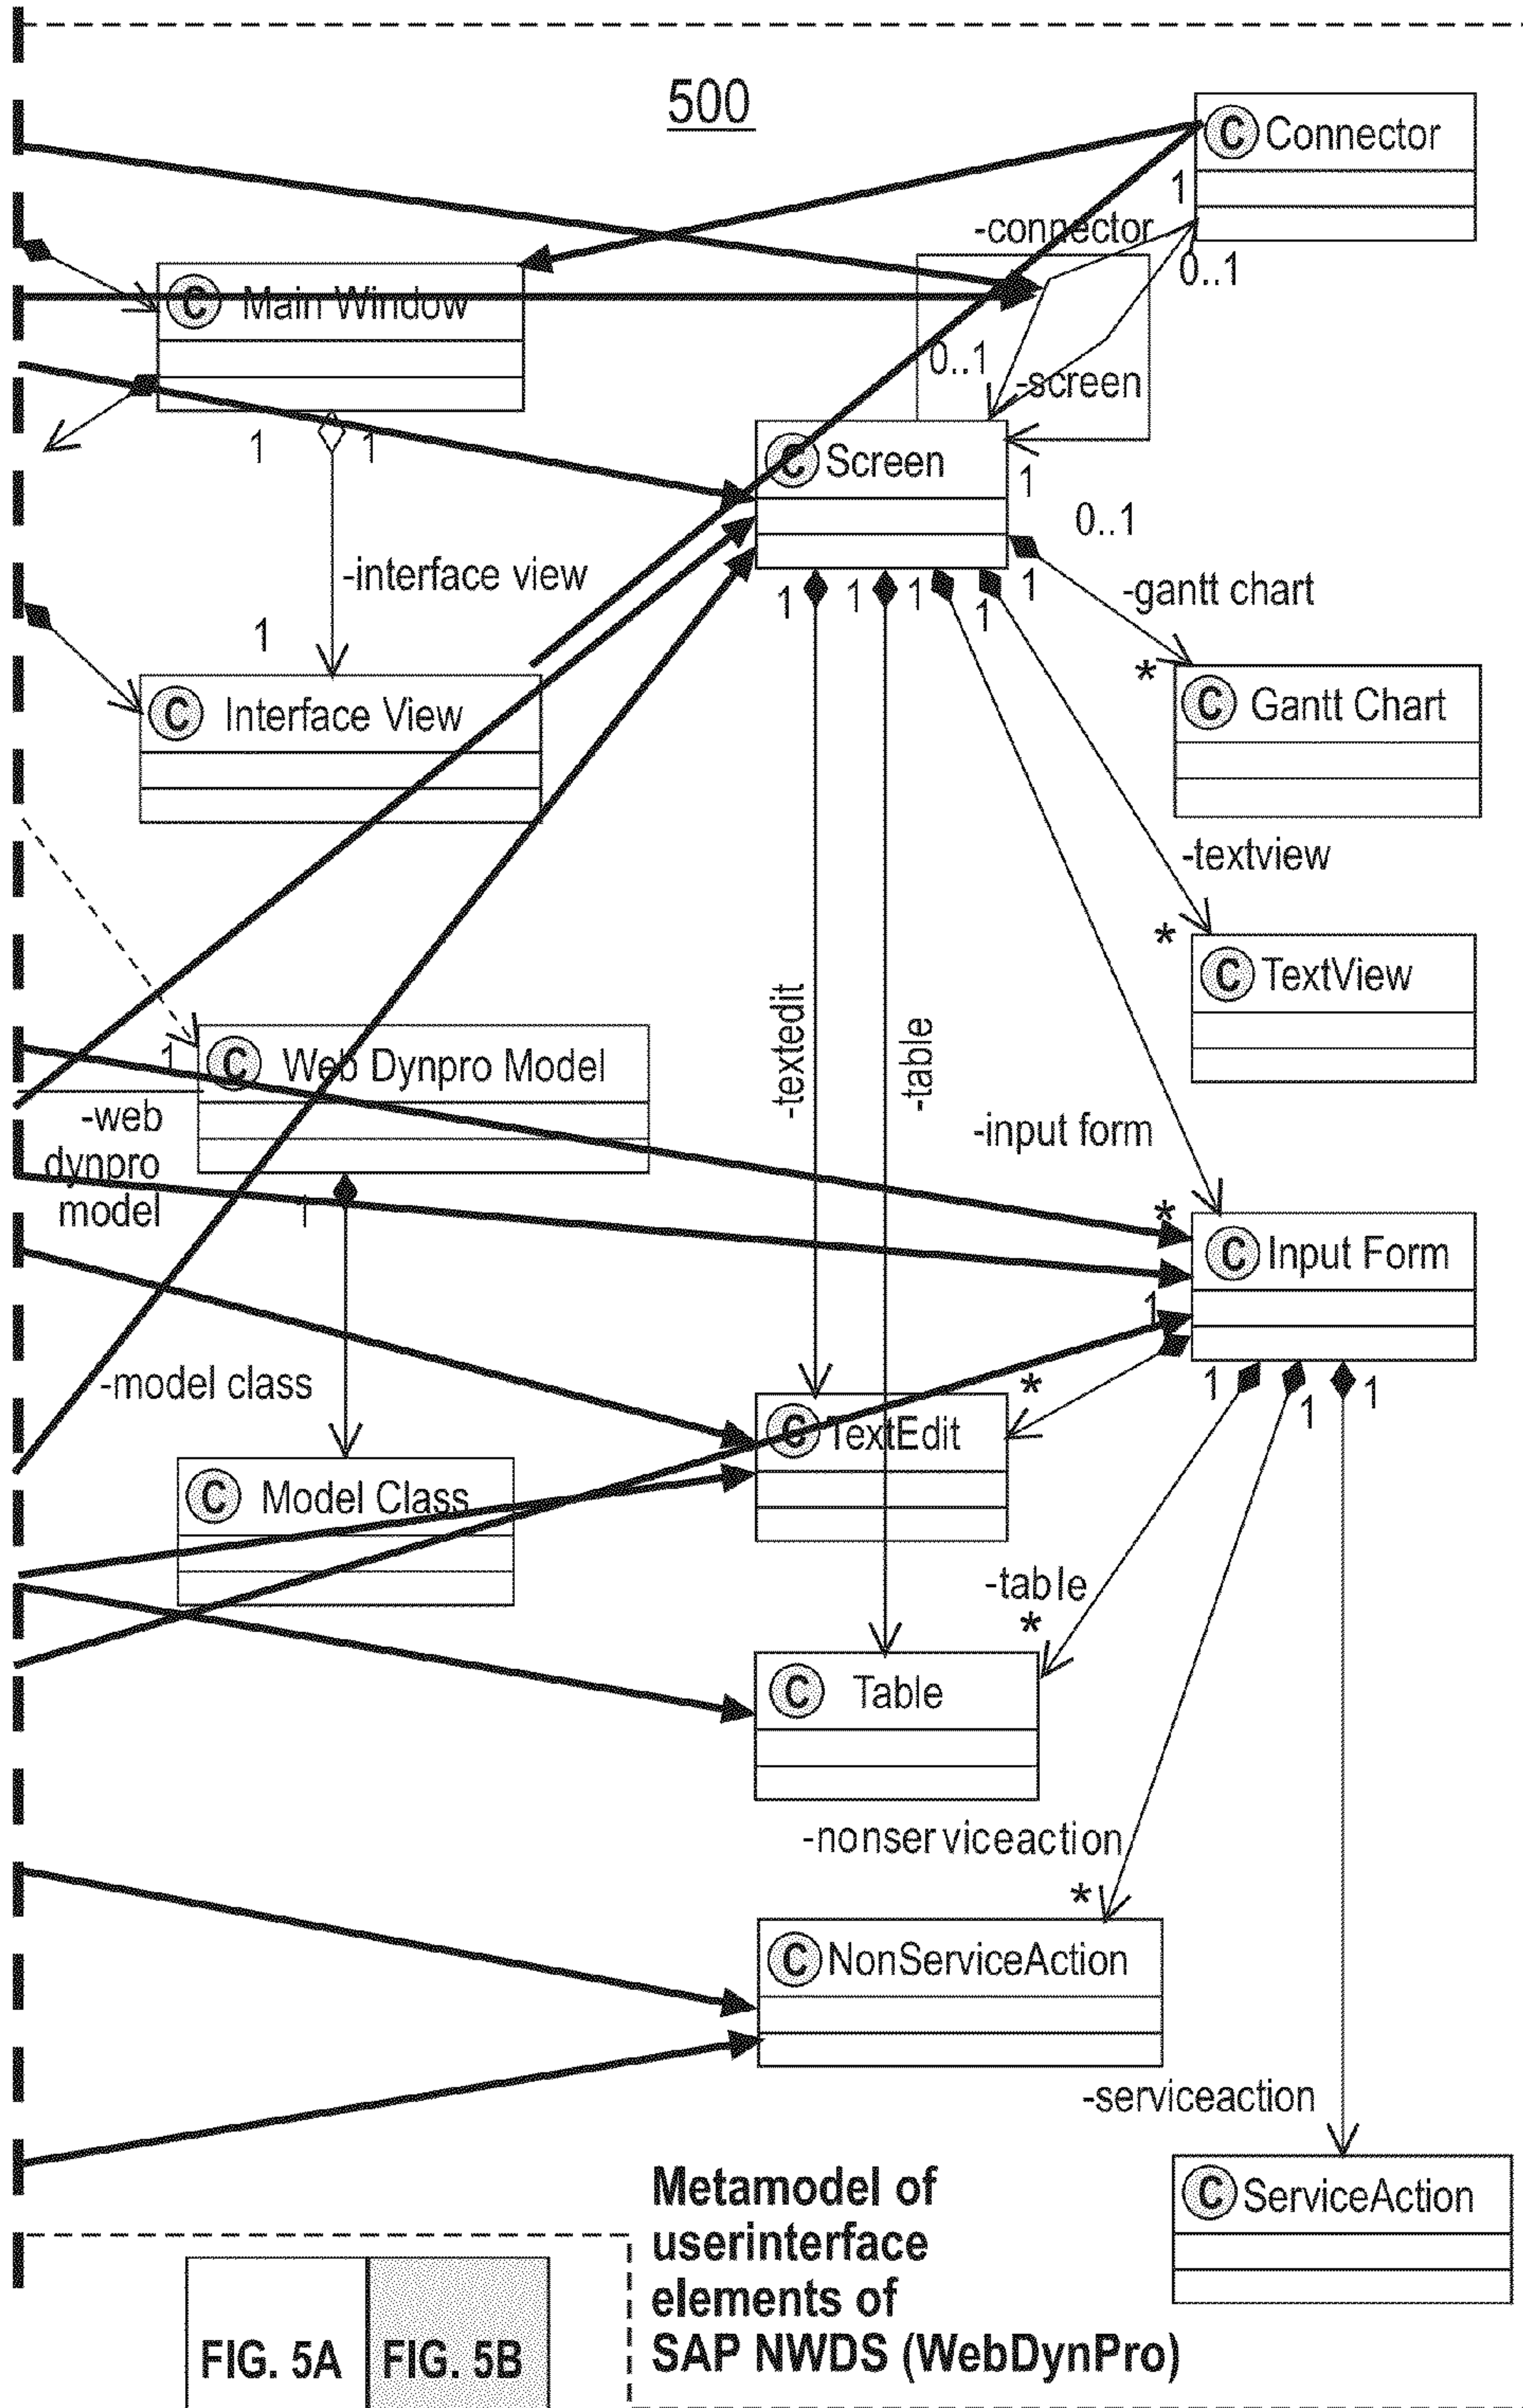 500
C Connector
1
-connector
0..1
C Main Window
0..1
-screen
1
1
C Screen
1
0..1
-interface view
1
1
1
1
1
1
-gantt chart
*
C Interface View
C Gantt Chart
-textview
*
C TextView
-textedit
-table
1
C Web Dynpro Model
-web
dynpro
model
1
-input form
*
C Input Form
1
-model class
*
1
1
1
C TextEdit
C Model Class
-table
*
C Table
-nonserviceaction
*
C NonServiceAction
-serviceaction
C ServiceAction
Metamodel of
userinterface
elements of
SAP NWDS (WebDynPro)
FIG. 5A
FIG. 5B